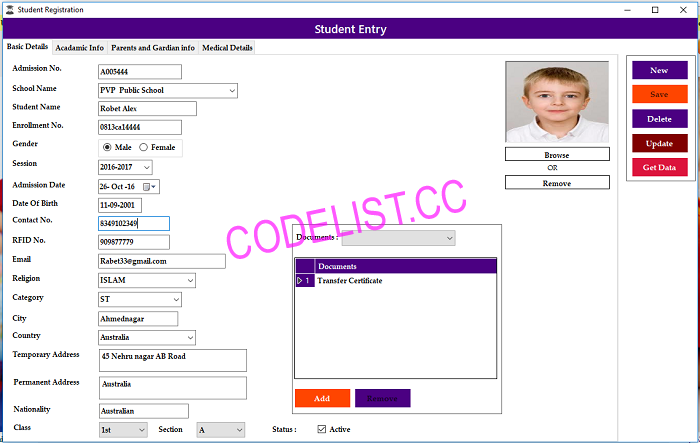 Student Registration
Student Entry
Basic Details Acadamic Info Parents and Gardian info Medical Details
Admission No. A005444
School Name PVP Public School
Student Name Robet Alex
Enrollment No. 0813ca14444
Gender Male Female
Session 2016-2017
Admission Date 26- Oct -16
Date Of Birth 11-09-2001
Contact No. 8349102349
RFID No. 909877779
Email Rabet33@gmail.com
Religion ISLAM
Category ST
City Ahmednagar
Country Australia
Temporary Address 45 Nehru nagar AB Road
Permanent Address Australia
Nationality Australian
Class 1st Section A Status : Active
Browse
OR
Remove
New
Save
Delete
Update
Get Data
Documents :
Documents
1 Transfer Certificate
Add Remove
CODELIST.CC